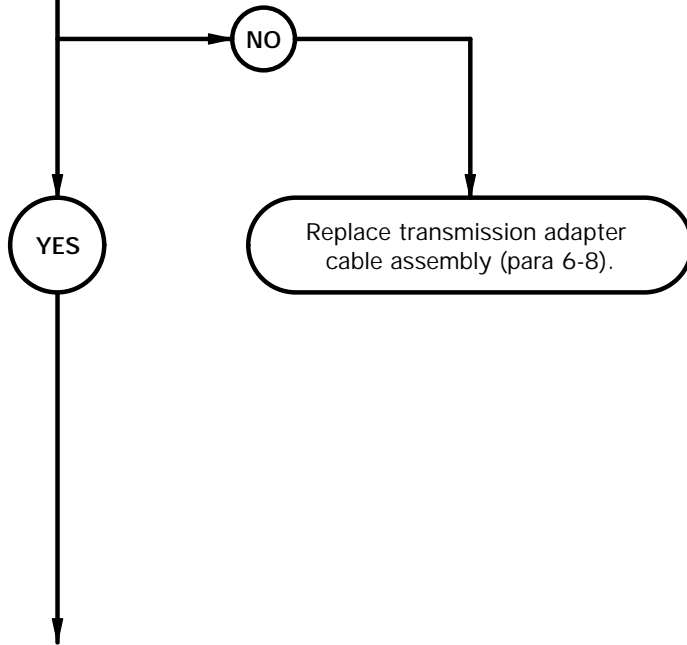 NO
YES
Replace transmission adapter
cable assembly (para 6-8).